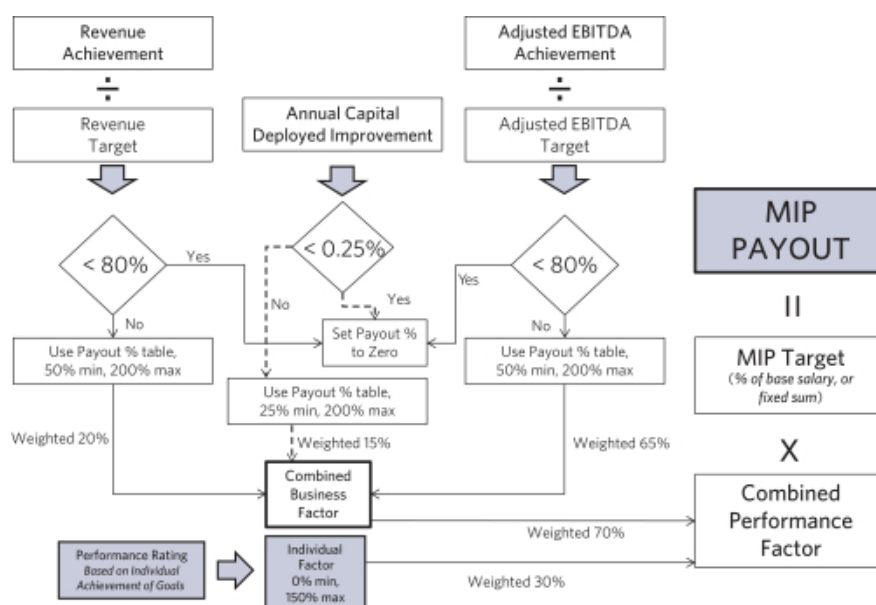 Revenue
Achievement
÷
Revenue
Target
Annual Capital
Deployed Improvement
Adjusted EBITDA
Achievement
÷
Adjusted EBITDA
Target
< 80%
Yes
No
< 0.25%
No
Yes
< 80%
Yes
No
Set Payout %
to Zero
Use Payout % table,
50% min, 200% max
Use Payout % table,
25% min, 200% max
Use Payout % table,
50% min, 200% max
Weighted 20%
Weighted 15%
Weighted 65%
Combined
Business
Factor
Weighted 70%
Performance Rating
Based on Individual
Achievement of Goals
Individual
Factor
0% min,
150% max
Weighted 30%
MIP
PAYOUT
=
MIP Target
(% of base salary, or
fixed sum)
X
Combined
Performance
Factor